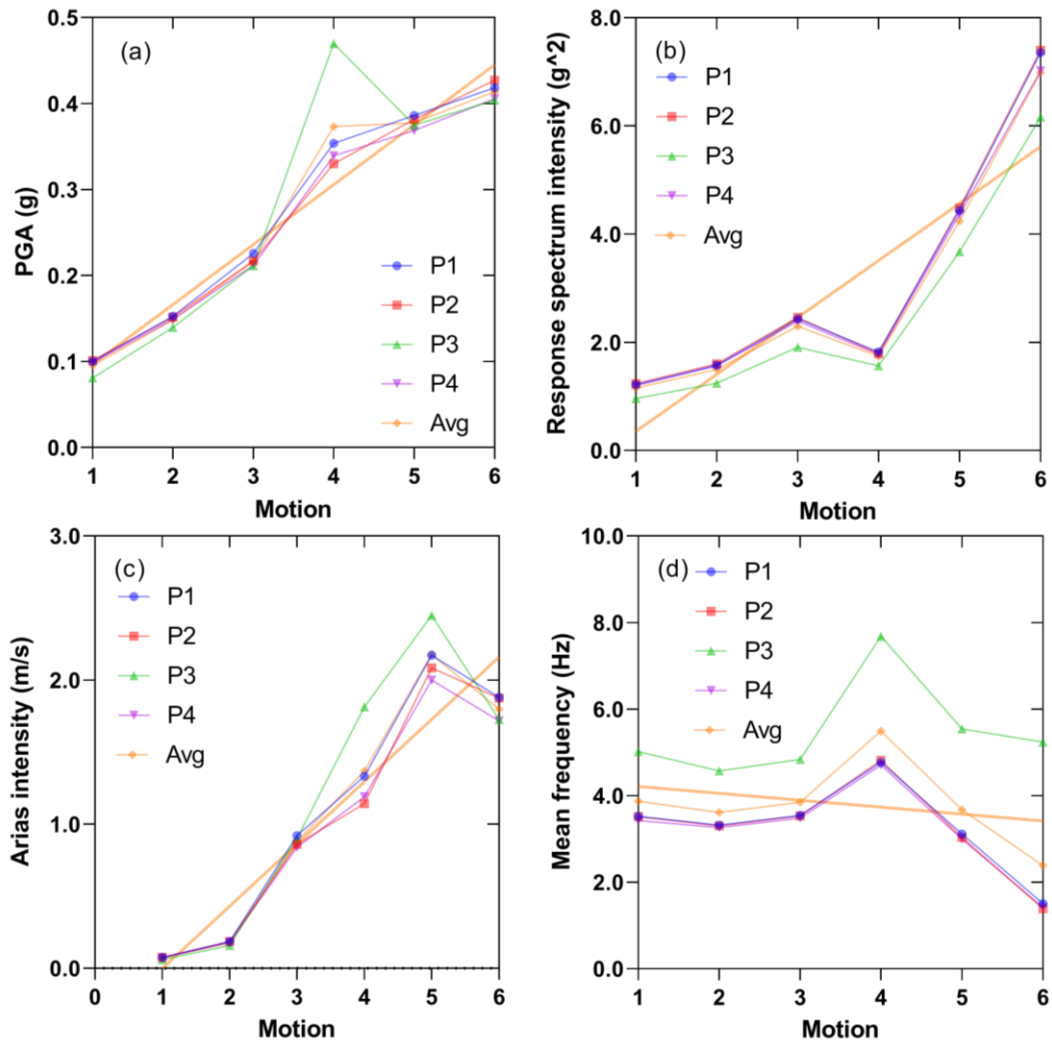 (a)
PGA (g)
0.5
0.4
0.3
0.2
0.1
0.0
P1
P2
P3
P4
Avg
1 2 3 4 5 6
Motion
(b)
Response spectrum intensity (g^2)
8.0
6.0
4.0
2.0
0.0
P1
P2
P3
P4
Avg
1 2 3 4 5 6
Motion
(c)
Arias intensity (m/s)
3.0
2.0
1.0
0.0
P1
P2
P3
P4
Avg
0 1 2 3 4 5 6
Motion
(d)
Mean frequency (Hz)
10.0
8.0
6.0
4.0
2.0
0.0
P1
P2
P3
P4
Avg
1 2 3 4 5 6
Motion